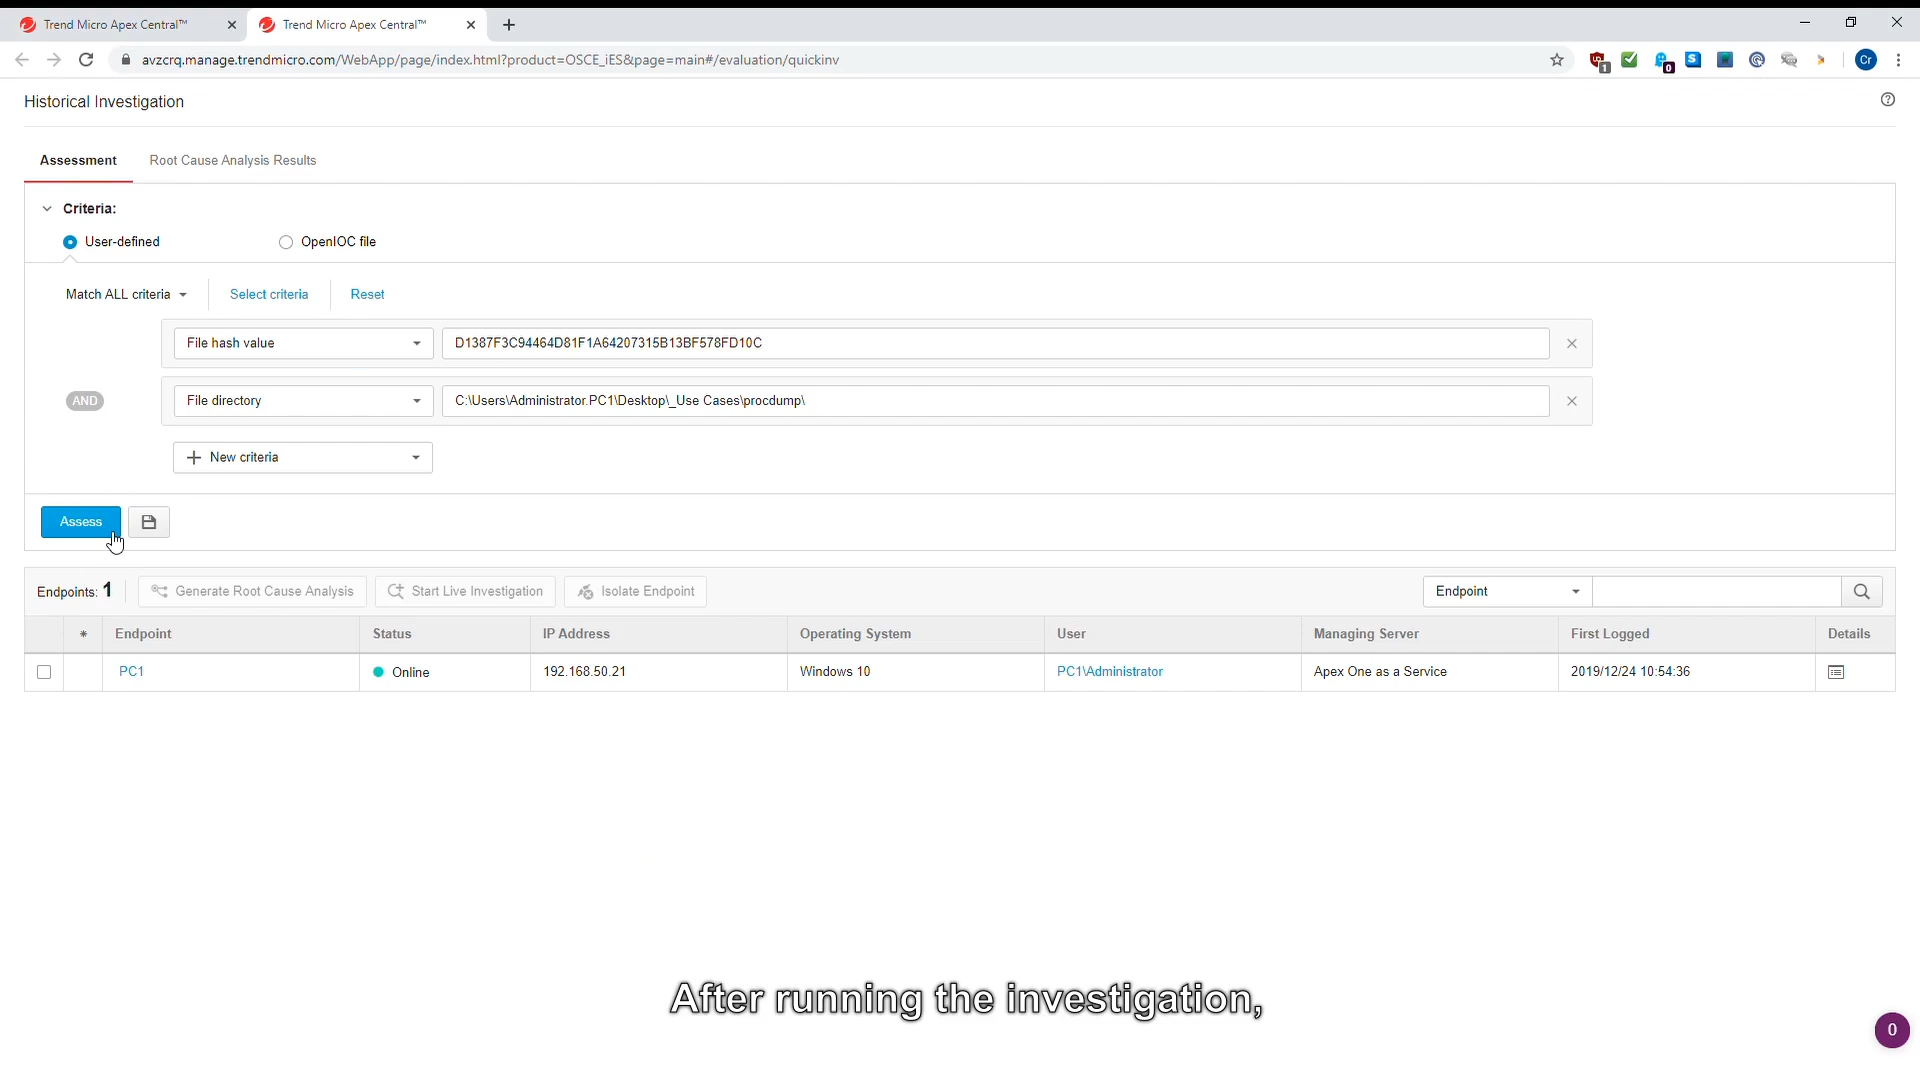 Trend Micro Apex Central™
Trend Micro Apex Central™
avzcrq.manage.trendmicro.com/WebApp/page/index.html?product=OSCE_iES&page=main#/evaluation/quickinv
1
0
S
Cr
Historical Investigation
Assessment
Root Cause Analysis Results
Criteria:
User-defined
OpenIOC file
Match ALL criteria
Select criteria
Reset
File hash value
D1387F3C94464D81F1A64207315B13BF578FD10C
AND
File directory
C:\Users\Administrator.PC1\Desktop\_Use Cases\procdump\
New criteria
Assess
Endpoints: 1
Generate Root Cause Analysis
Start Live Investigation
Isolate Endpoint
Endpoint
* Endpoint Status IP Address Operating System User Managing Server First Logged Details
PC1 Online 192.168.50.21 Windows 10 PC1\Administrator Apex One as a Service 2019/12/24 10:54:36
After running the investigation,
0